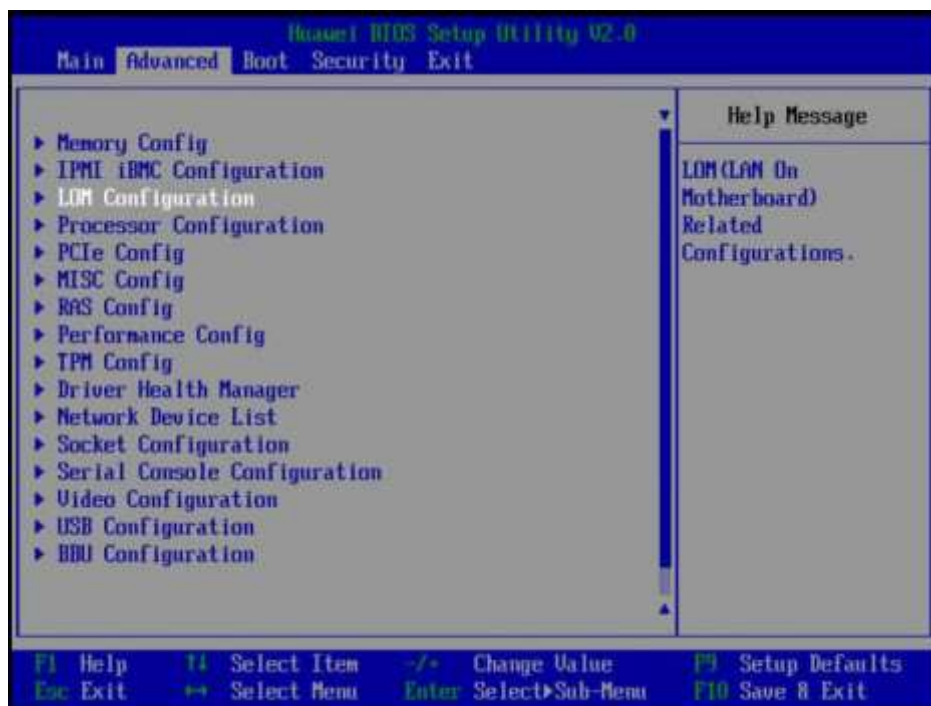 Huawei BIOS Setup Utility V2.0
Main Advanced Boot Security Exit
Help Message
Memory Config
IPMI iBMC Configuration
LOM Configuration
Processor Configuration
PCIe Config
MISC Config
RAS Config
Performance Config
TPM Config
Driver Health Manager
Network Device List
Socket Configuration
Serial Console Configuration
Video Configuration
USB Configuration
BBU Configuration
LOM(LAN On
Motherboard)
Related
Configurations.
F1 Help ↑↓ Select Item -/+ Change Value F9 Setup Defaults
Esc Exit ↔ Select Menu Enter Select▶Sub-Menu F10 Save & Exit